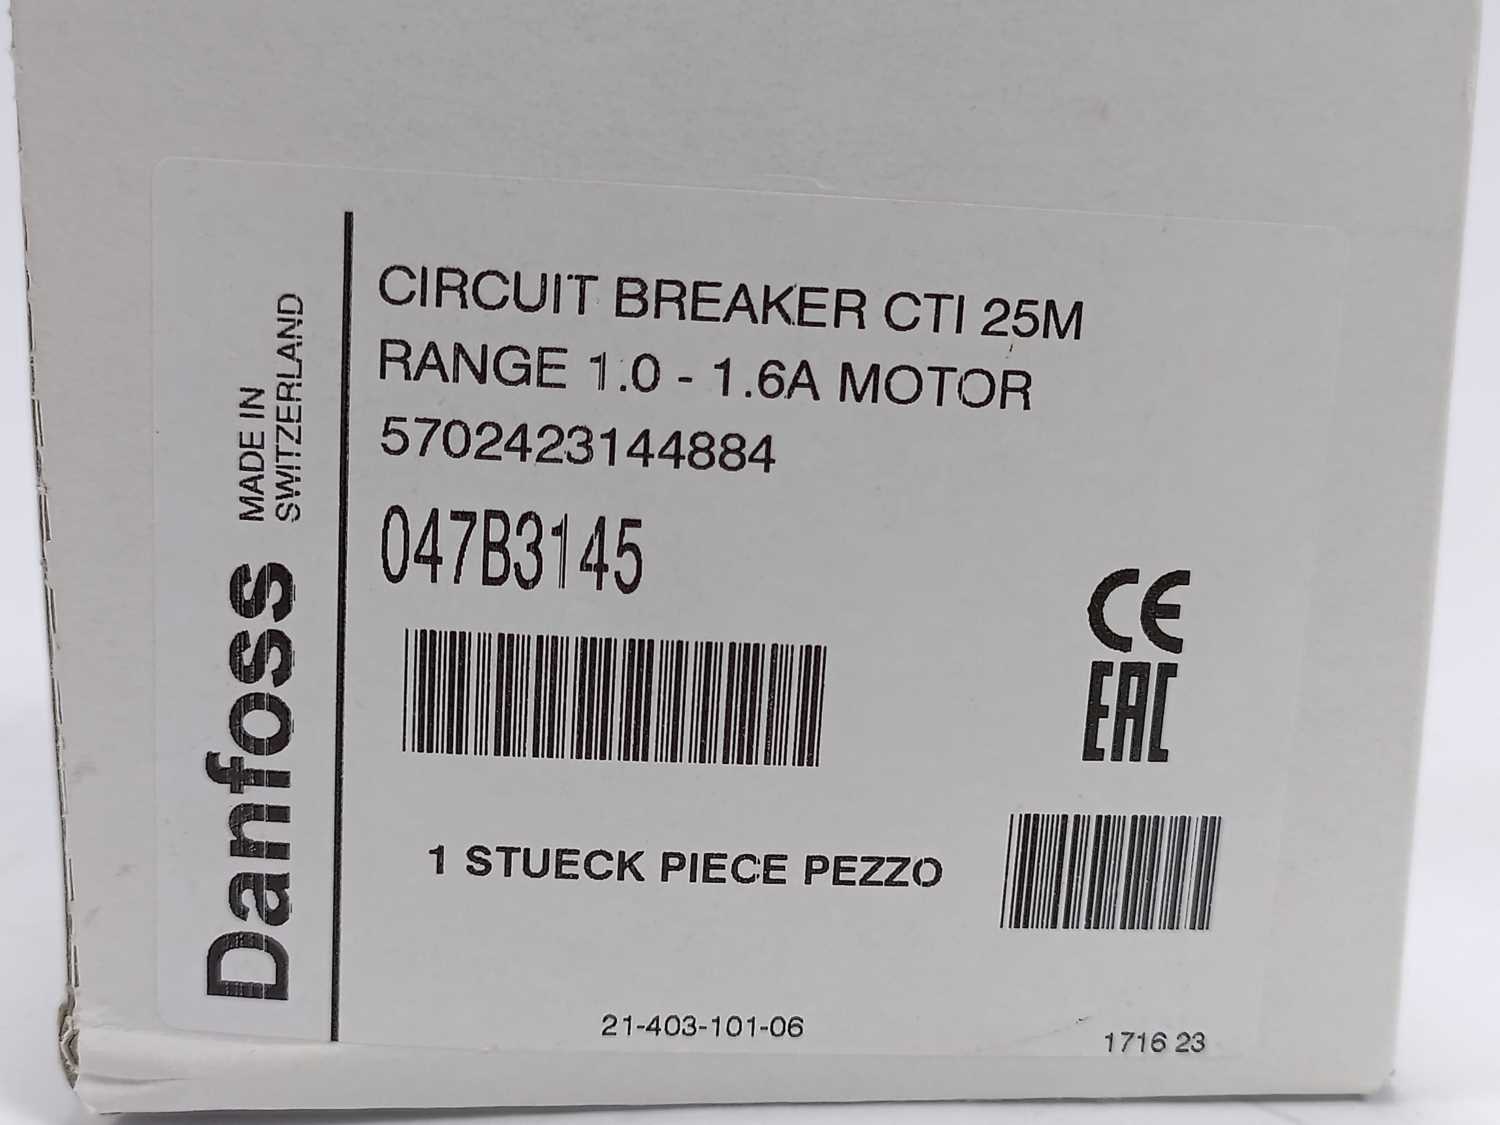 CIRCUIT BREAKER CTI 25M
RANGE 1.0 - 1.6A MOTOR
5702423144884
047B3145
MADE IN
SWITZERLAND
Danfoss
CE
EAC
1 STUECK PIECE PEZZO
21-403-101-06
1716 23